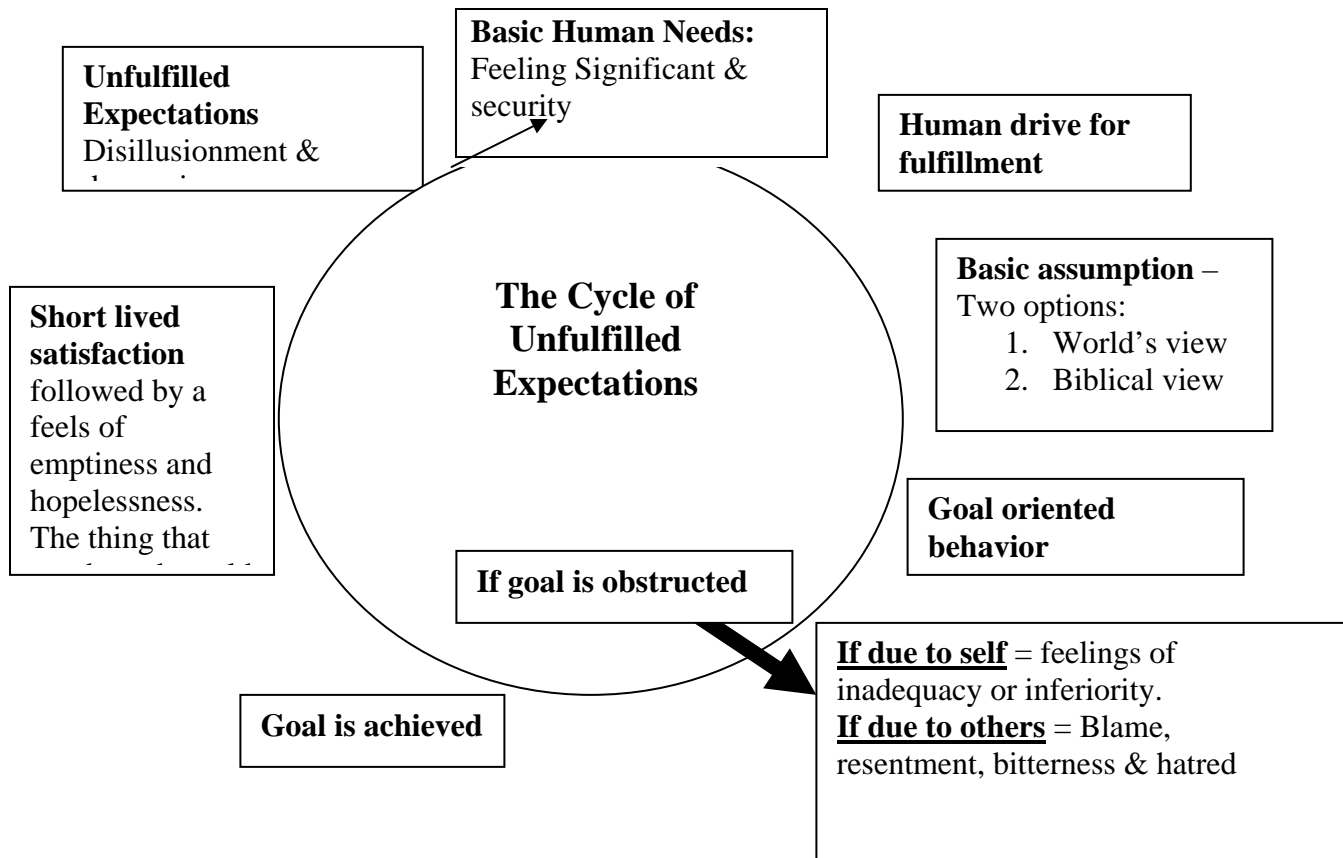 Basic Human Needs:
Feeling Significant &
security
Unfulfilled
Expectations
Disillusionment &
Human drive for
fulfillment
Basic assumption –
Two options:
1. World’s view
2. Biblical view
The Cycle of
Unfulfilled
Expectations
Short lived
satisfaction
followed by a
feels of
emptiness and
hopelessness.
The thing that
Goal oriented
behavior
If goal is obstructed
If due to self = feelings of
inadequacy or inferiority.
If due to others = Blame,
resentment, bitterness & hatred
Goal is achieved